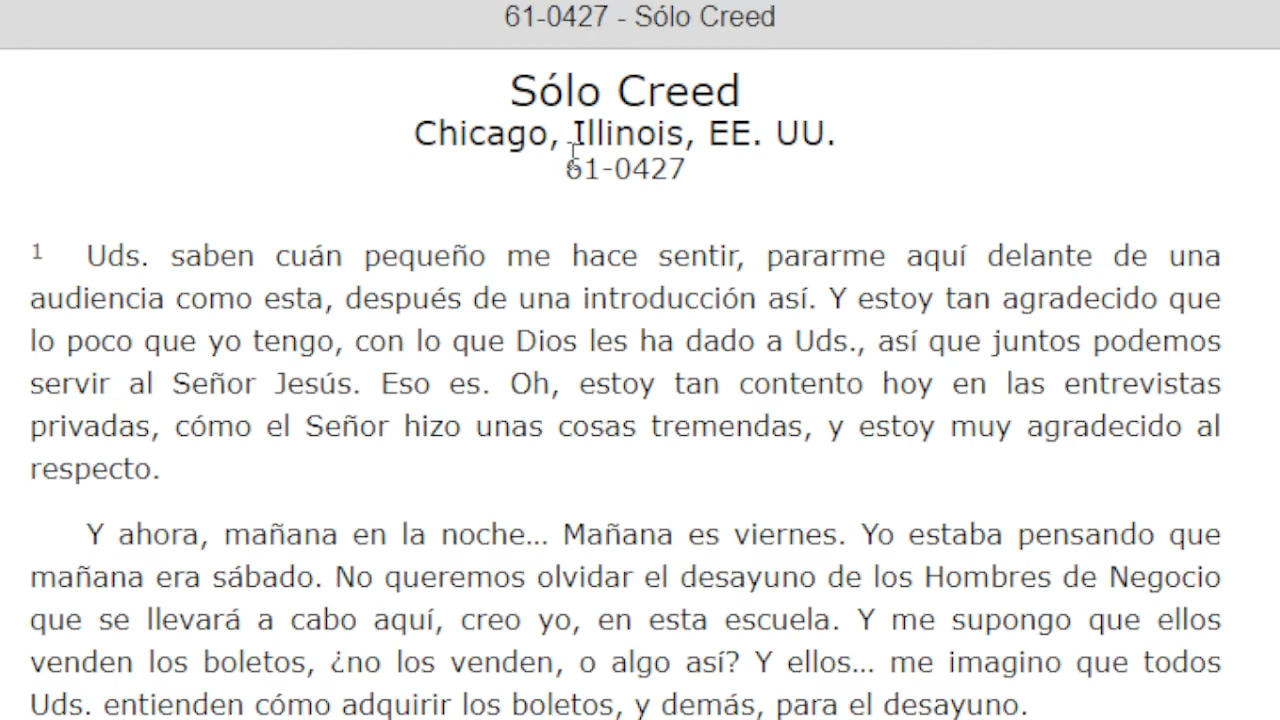 61-0427 - Sólo Creed
Sólo Creed
Chicago, Illinois, EE. UU.
61-0427
1 Uds. saben cuán pequeño me hace sentir, pararme aquí delante de una
audiencia como esta, después de una introducción así. Y estoy tan agradecido que
lo poco que yo tengo, con lo que Dios les ha dado a Uds., así que juntos podemos
servir al Señor Jesús. Eso es. Oh, estoy tan contento hoy en las entrevistas
privadas, cómo el Señor hizo unas cosas tremendas, y estoy muy agradecido al
respecto.
Y ahora, mañana en la noche... Mañana es viernes. Yo estaba pensando que
mañana era sábado. No queremos olvidar el desayuno de los Hombres de Negocio
que se llevará a cabo aquí, creo yo, en esta escuela. Y me supongo que ellos
venden los boletos, ¿no los venden, o algo así? Y ellos... me imagino que todos
Uds. entienden cómo adquirir los boletos, y demás, para el desayuno.